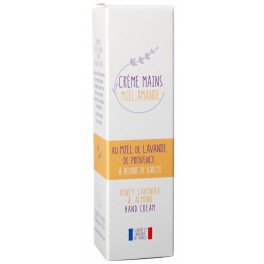 CRÈME MAINS
MIEL AMANDE
AU MIEL DE LAVANDE
DE PROVENCE
& BEURRE DE KARITÉ
HONEY LAVENDER
& ALMOND
HAND CREAM